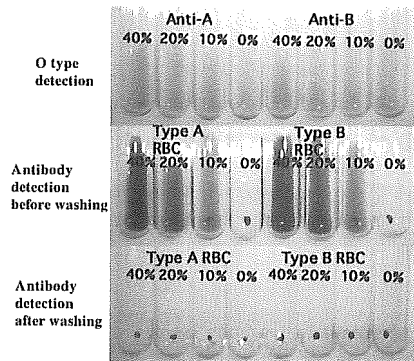 Anti-A Anti-B
40% 20% 10% 0% 40% 20% 10% 0%
O type
detection
Type A Type B
RBC RBC
40% 20% 10% 0% 40% 20% 10% 0%
Antibody
detection
before washing
Type A RBC Type B RBC
40% 20% 10% 0% 40% 20% 10% 0%
Antibody
detection
after washing